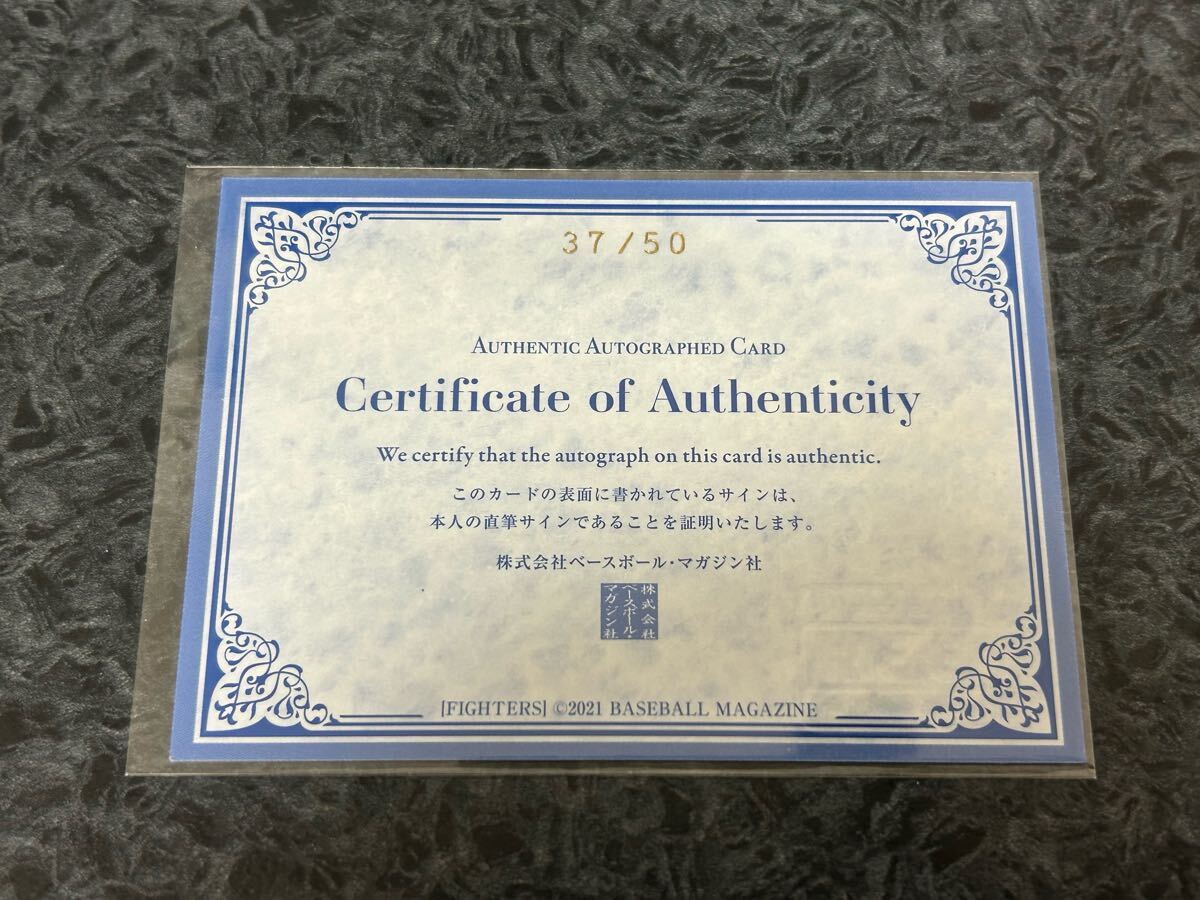 37/50
AUTHENTIC AUTOGRAPHED CARD
Certificate of Authenticity
We certify that the autograph on this card is authentic.
このカードの表面に書かれているサインは、
本人の直筆サインであることを証明いたします。
株式会社ベースボール・マガジン社
株式会社
ベースボール・
マガジン社
[FIGHTERS] ©2021 BASEBALL MAGAZINE